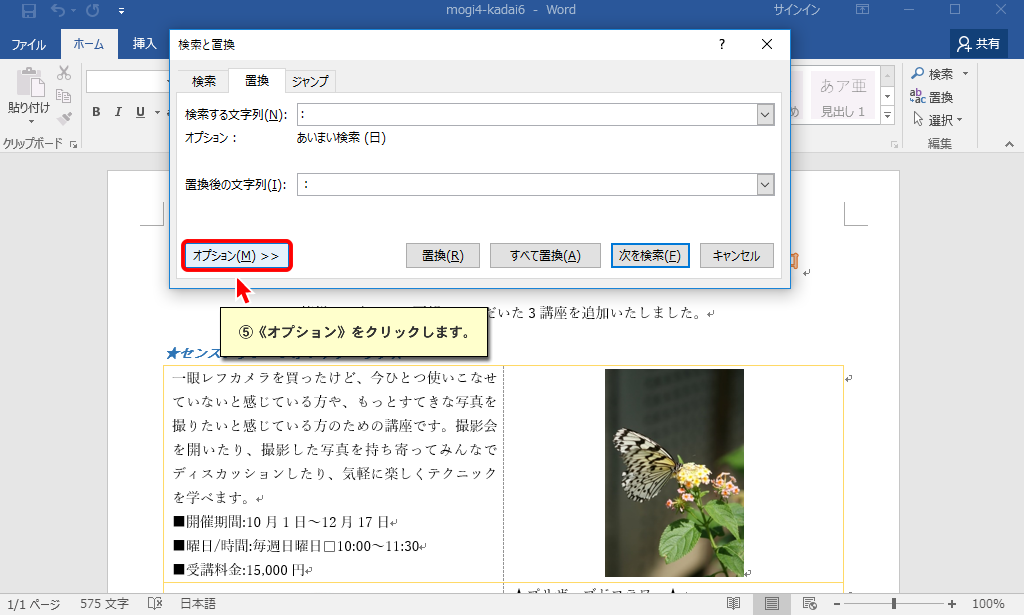 mogi4-kadai6 - Word
サインイン
ファイル
ホーム
挿入
共有
検索と置換
?
検索
置換
ジャンプ
検索する文字列(N):
:
オプション :
あいまい検索 (日)
置換後の文字列(I):
：
オプション(M) >>
置換(R)
すべて置換(A)
次を検索(F)
キャンセル
⑤《オプション》をクリックします。
貼り付け
クリップボード
B I U
あア亜
見出し 1
検索
置換
選択
編集
だいた 3 講座を追加いたしました。
★センス
一眼レフカメラを買ったけど、今ひとつ使いこなせ
ていないと感じている方や、もっとすてきな写真を
撮りたいと感じている方のための講座です。撮影会
を開いたり、撮影した写真を持ち寄ってみんなで
ディスカッションしたり、気軽に楽しくテクニック
を学べます。
■開催期間:10 月 1 日～12 月 17 日
■曜日/時間:毎週日曜日□10:00～11:30
■受講料金:15,000 円
1/1 ページ
575 文字
日本語
100%